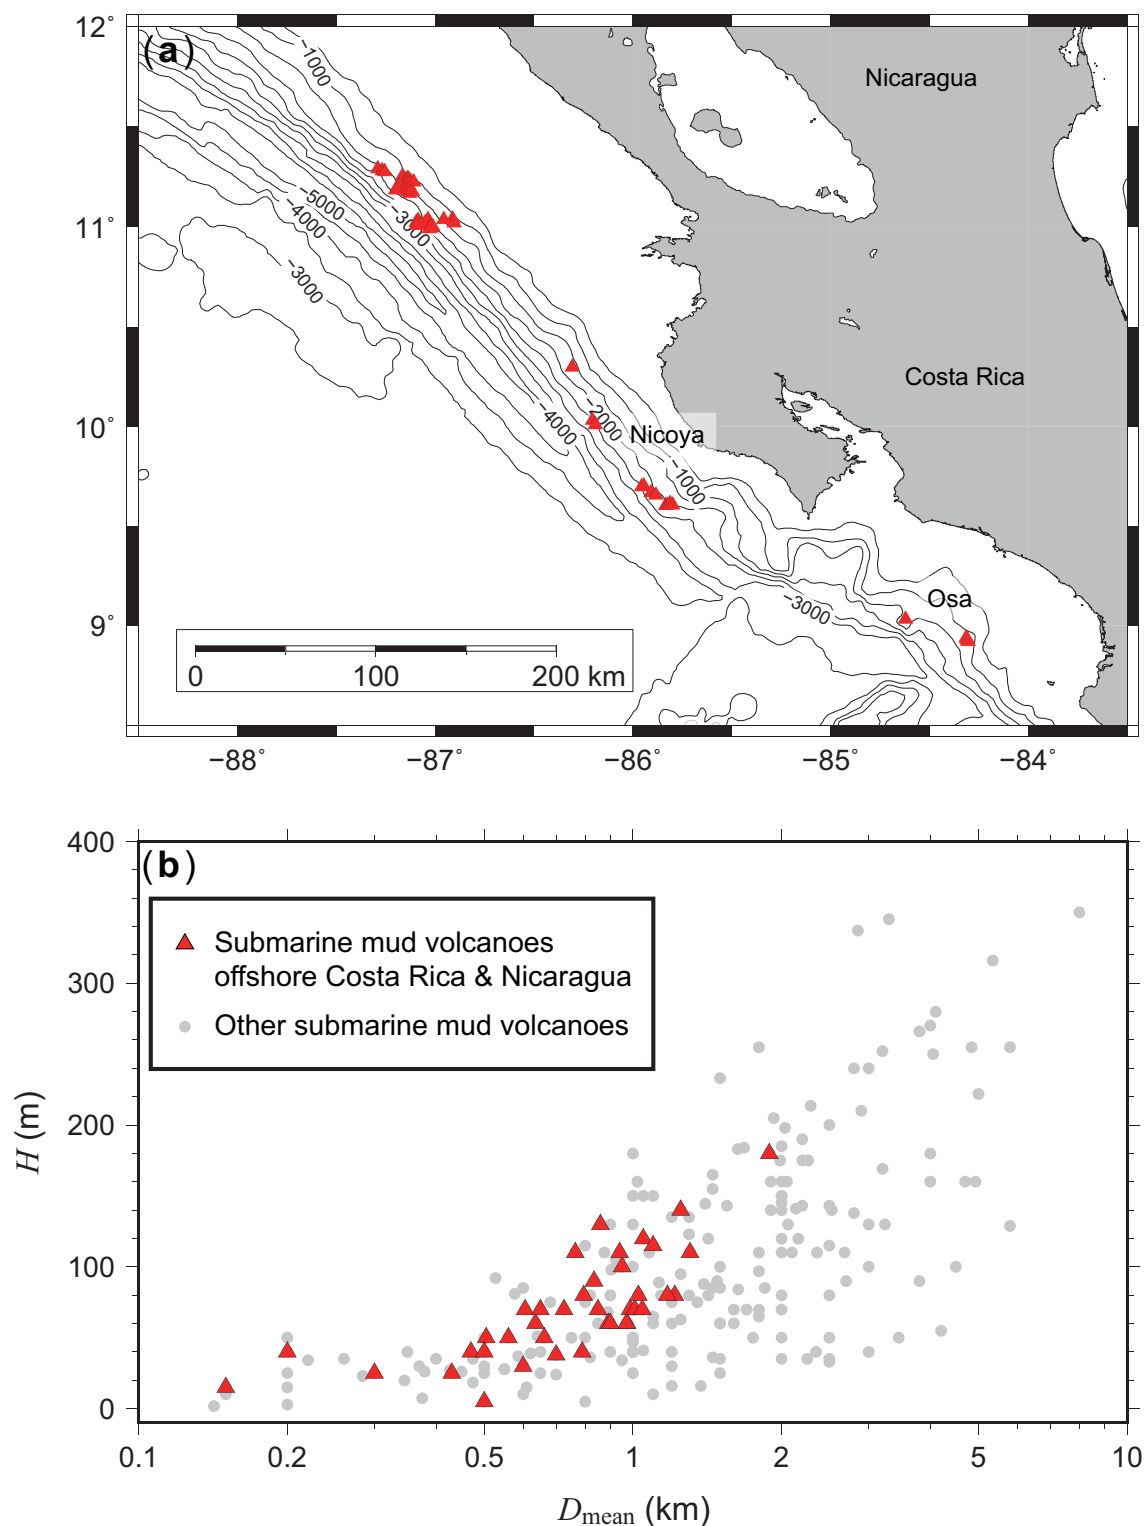 12°
(a)
−1000
Nicaragua
−5000
−4000
−3000
11°
−3000
Costa Rica
10°
−2000
−4000
Nicoya
−1000
9°
−3000
Osa
0 100 200 km
−88° −87° −86° −85° −84°
400
(b)
Submarine mud volcanoes
offshore Costa Rica & Nicaragua
Other submarine mud volcanoes
300
200
100
0
H (m)
0.1 0.2 0.5 1 2 5 10
Dmean (km)